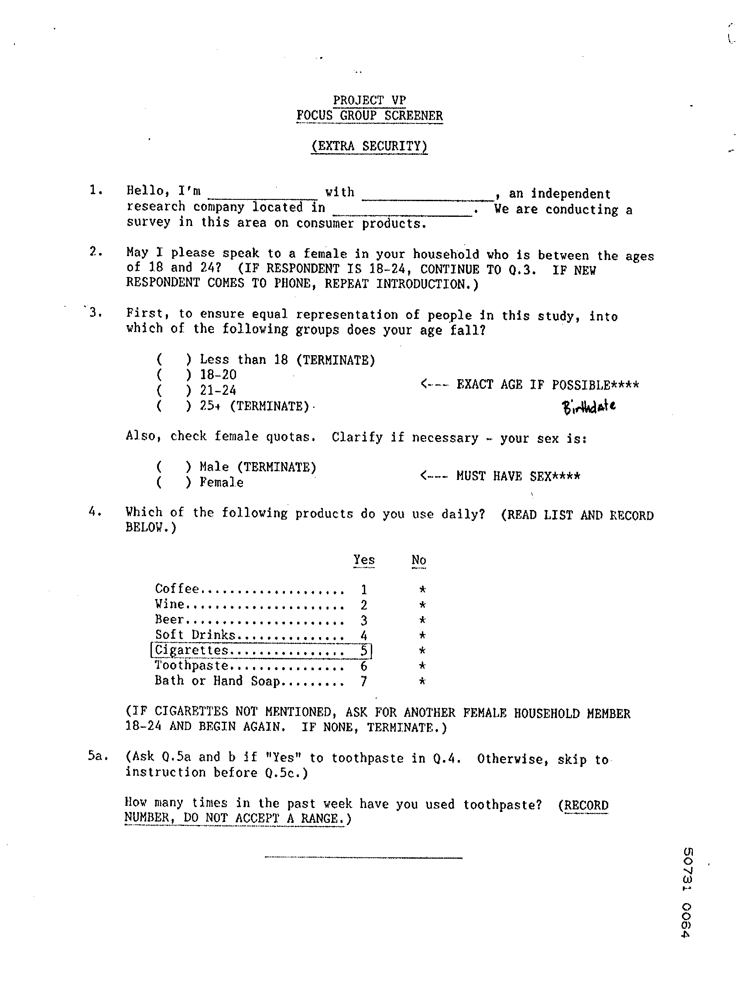 PROJECT VP
FOCUS GROUP SCREENER
(EXTRA SECURITY)
1. Hello, I'm _______________ with __________________, an independent
research company located in ___________________. We are conducting a
survey in this area on consumer products.
2. May I please speak to a female in your household who is between the ages
of 18 and 24? (IF RESPONDENT IS 18-24, CONTINUE TO Q.3. IF NEW
RESPONDENT COMES TO PHONE, REPEAT INTRODUCTION.)
3. First, to ensure equal representation of people in this study, into
which of the following groups does your age fall?
( ) Less than 18 (TERMINATE)
( ) 18-20
( ) 21-24 <--- EXACT AGE IF POSSIBLE****
( ) 25+ (TERMINATE) Birthdate
Also, check female quotas. Clarify if necessary - your sex is:
( ) Male (TERMINATE)
( ) Female <--- MUST HAVE SEX****
4. Which of the following products do you use daily? (READ LIST AND RECORD
BELOW.)
Yes No
Coffee.................... 1 *
Wine...................... 2 *
Beer...................... 3 *
Soft Drinks............... 4 *
Cigarettes................ 5 *
Toothpaste................ 6 *
Bath or Hand Soap......... 7 *
(IF CIGARETTES NOT MENTIONED, ASK FOR ANOTHER FEMALE HOUSEHOLD MEMBER
18-24 AND BEGIN AGAIN. IF NONE, TERMINATE.)
5a. (Ask Q.5a and b if "Yes" to toothpaste in Q.4. Otherwise, skip to
instruction before Q.5c.)
How many times in the past week have you used toothpaste? (RECORD
NUMBER, DO NOT ACCEPT A RANGE.)
50731 0064